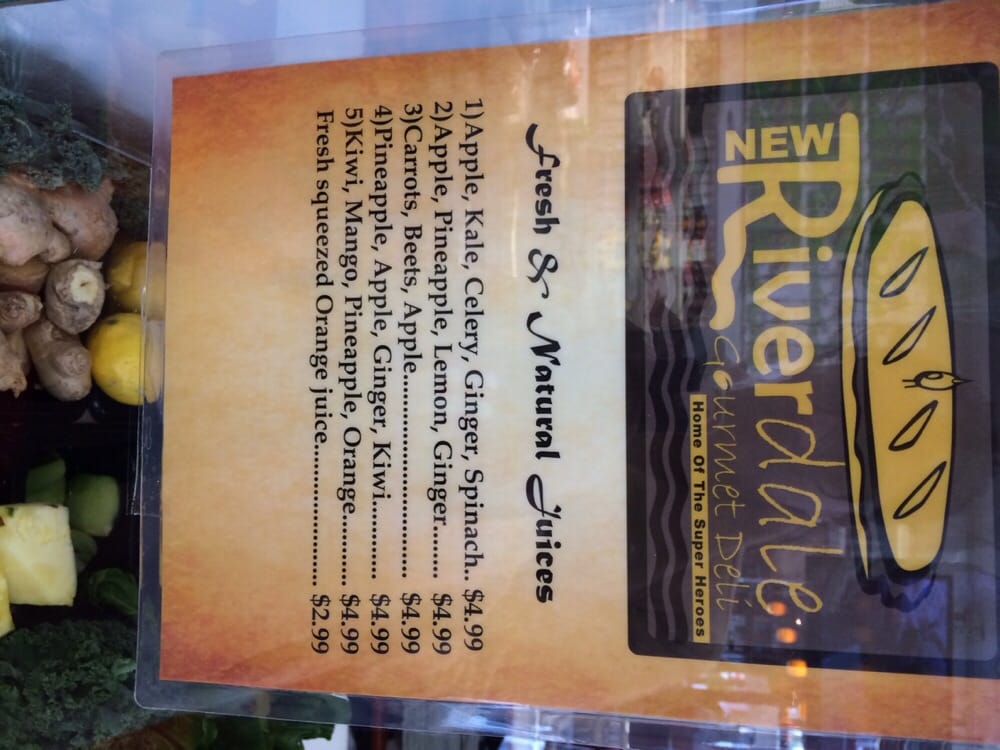 NEW
Riverdale
Gourmet Deli
Home Of The Super Heroes
Fresh & Natural Juices
1)Apple, Kale, Celery, Ginger, Spinach.. $4.99
2)Apple, Pineapple, Lemon, Ginger........ $4.99
3)Carrots, Beets, Apple.............................. $4.99
4)Pineapple, Apple, Ginger, Kiwi........... $4.99
5)Kiwi, Mango, Pineapple, Orange.......... $4.99
Fresh squeezed Orange juice.................... $2.99